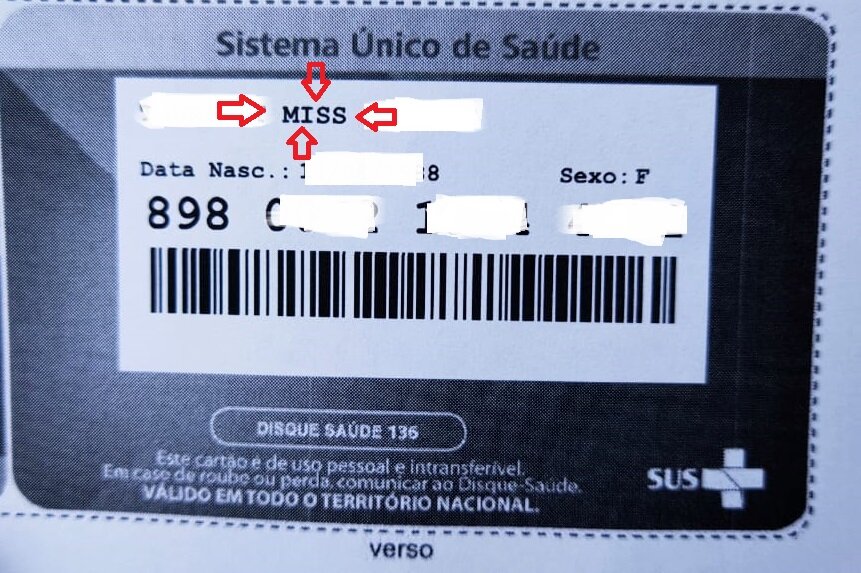 Sistema Único de Saúde
MISS
Data Nasc.: 8 Sexo: F
898
DISQUE SAÚDE 136
Este cartão é de uso pessoal e intransferível.
Em caso de roubo ou perda, comunicar ao Disque-Saúde.
VÁLIDO EM TODO O TERRITÓRIO NACIONAL.
SUS
verso